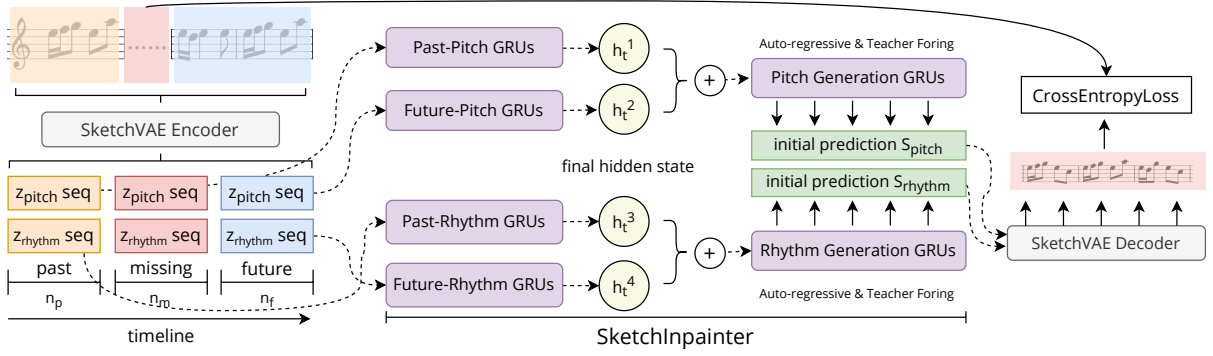 SketchVAE Encoder
z_pitch seq
z_pitch seq
z_pitch seq
z_rhythm seq
z_rhythm seq
z_rhythm seq
past
missing
future
n_p
n_m
n_f
timeline
Past-Pitch GRUs
h_t^1
Future-Pitch GRUs
h_t^2
final hidden state
Past-Rhythm GRUs
h_t^3
Future-Rhythm GRUs
h_t^4
+
+
Auto-regressive & Teacher Foring
Pitch Generation GRUs
initial prediction S_pitch
initial prediction S_rhythm
Rhythm Generation GRUs
Auto-regressive & Teacher Foring
SketchInpainter
CrossEntropyLoss
SketchVAE Decoder